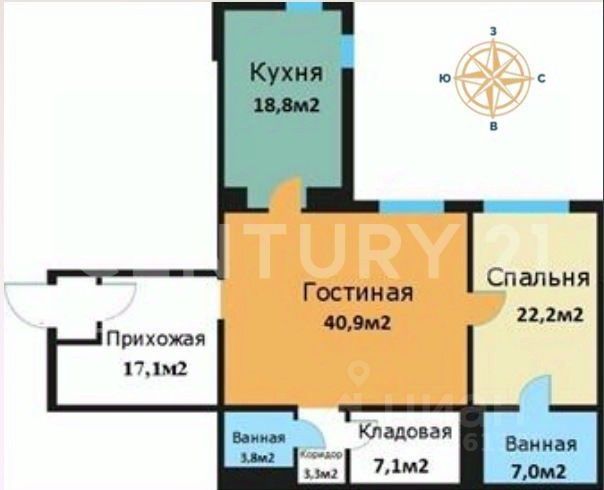 З
Ю С
В
Кухня
18,8м2
CENTURY 21
Гостиная
40,9м2
Спальня
22,2м2
Прихожая
17,1м2
циан
Ванная
3,8м2
Коридор
3,3м2
Кладовая
7,1м2
Ванная
7,0м2